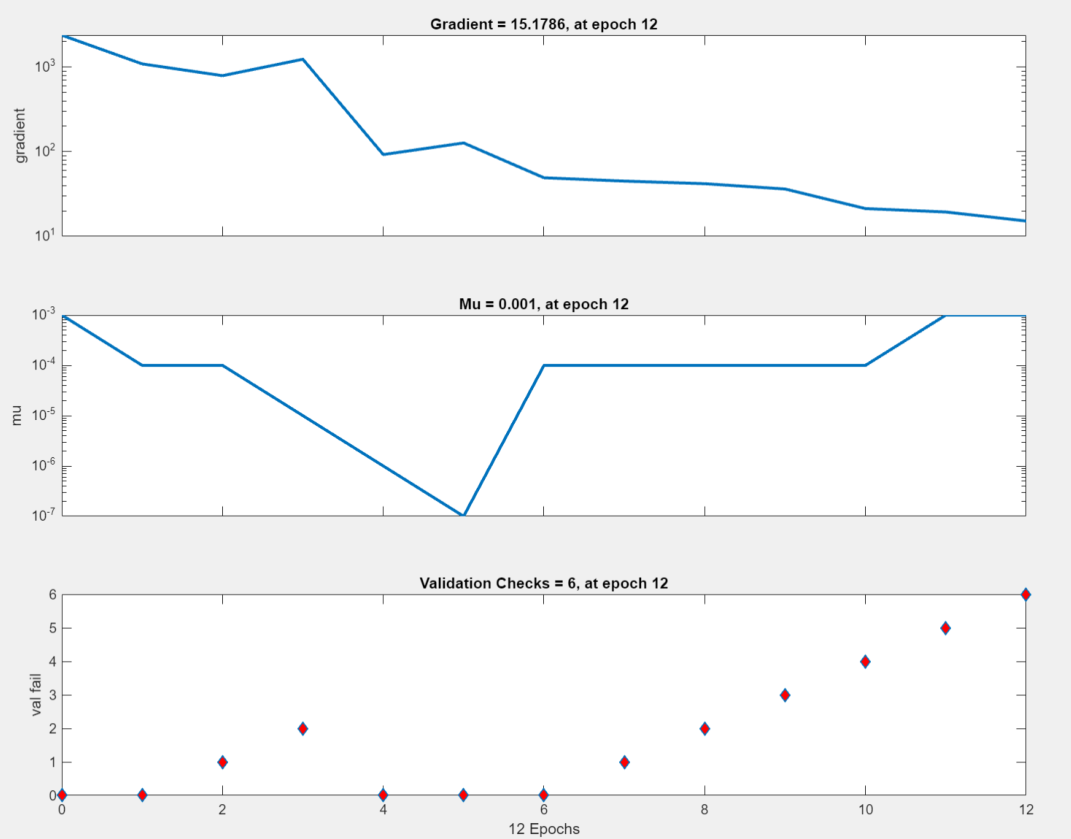 Gradient = 15.1786, at epoch 12
10³
10²
10¹
gradient
Mu = 0.001, at epoch 12
10⁻³
10⁻⁴
10⁻⁵
10⁻⁶
10⁻⁷
mu
Validation Checks = 6, at epoch 12
6
5
4
3
2
1
0
val fail
0 2 4 6 8 10 12
12 Epochs